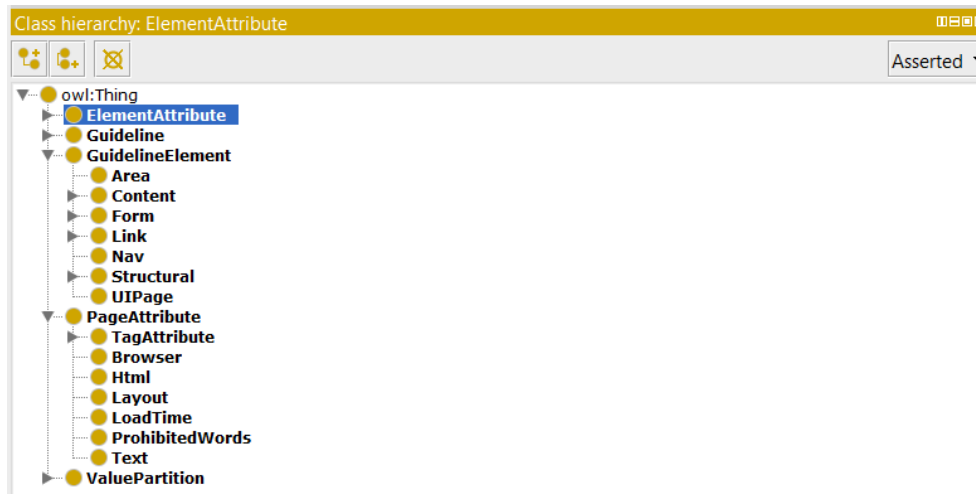 Class hierarchy: ElementAttribute
Asserted
owl:Thing
ElementAttribute
Guideline
GuidelineElement
Area
Content
Form
Link
Nav
Structural
UIPage
PageAttribute
TagAttribute
Browser
Html
Layout
LoadTime
ProhibitedWords
Text
ValuePartition